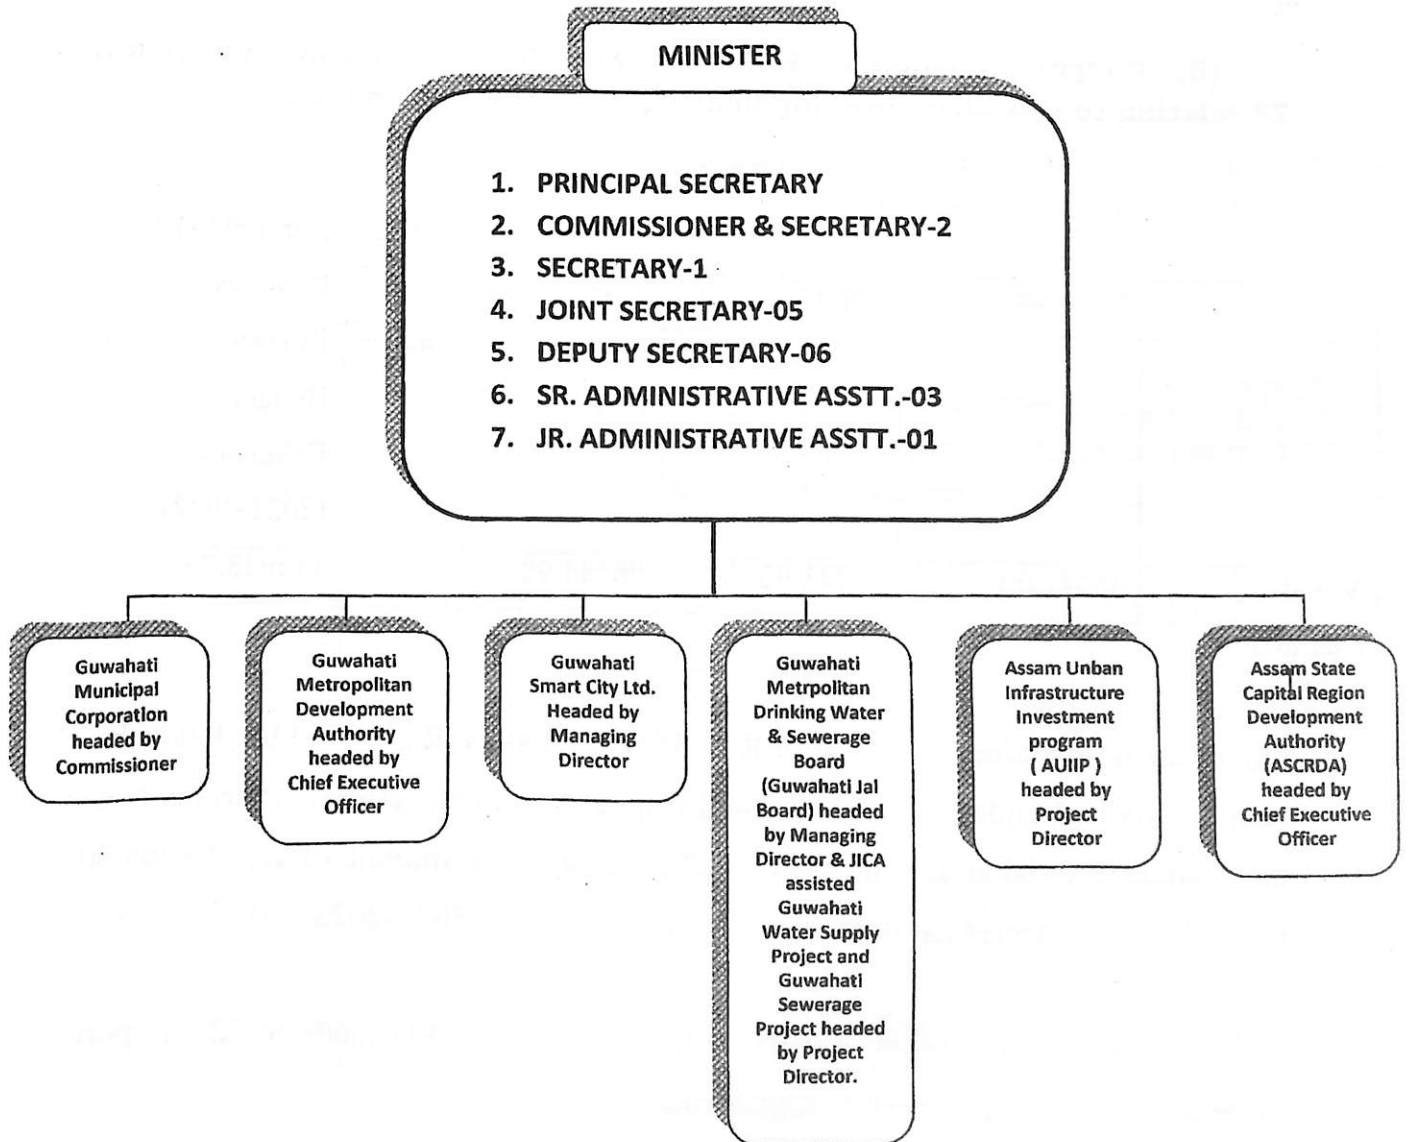 MINISTER
1. PRINCIPAL SECRETARY
2. COMMISSIONER & SECRETARY-2
3. SECRETARY-1
4. JOINT SECRETARY-05
5. DEPUTY SECRETARY-06
6. SR. ADMINISTRATIVE ASSTT.-03
7. JR. ADMINISTRATIVE ASSTT.-01
Guwahati
Municipal
Corporation
headed by
Commissioner
Guwahati
Metropolitan
Development
Authority
headed by
Chief Executive
Officer
Guwahati
Smart City Ltd.
Headed by
Managing
Director
Guwahati
Metrpolitan
Drinking Water
& Sewerage
Board
(Guwahati Jal
Board) headed
by Managing
Director & JICA
assisted
Guwahati
Water Supply
Project and
Guwahati
Sewerage
Project headed
by Project
Director.
Assam Unban
Infrastructure
Investment
program
( AUIIP )
headed by
Project
Director
Assam State
Capital Region
Development
Authority
(ASCRDA)
headed by
Chief Executive
Officer